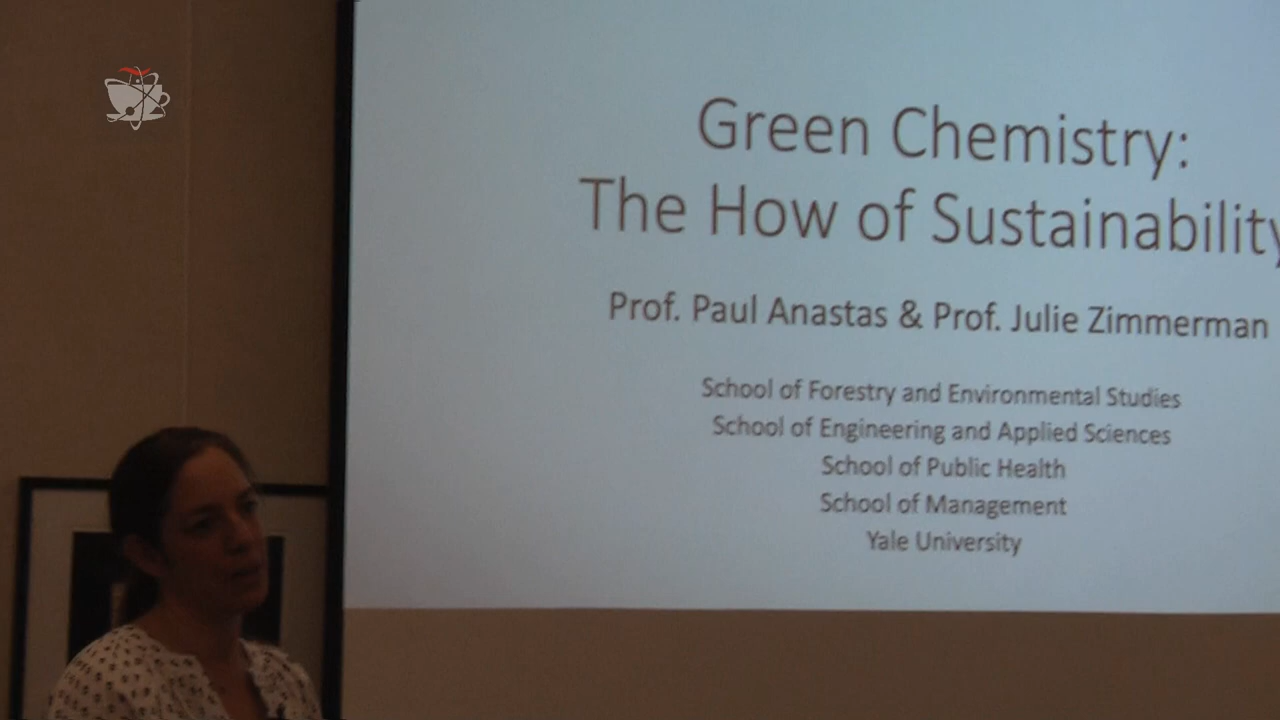 Green Chemistry:
The How of Sustainability
Prof. Paul Anastas & Prof. Julie Zimmerman
School of Forestry and Environmental Studies
School of Engineering and Applied Sciences
School of Public Health
School of Management
Yale University